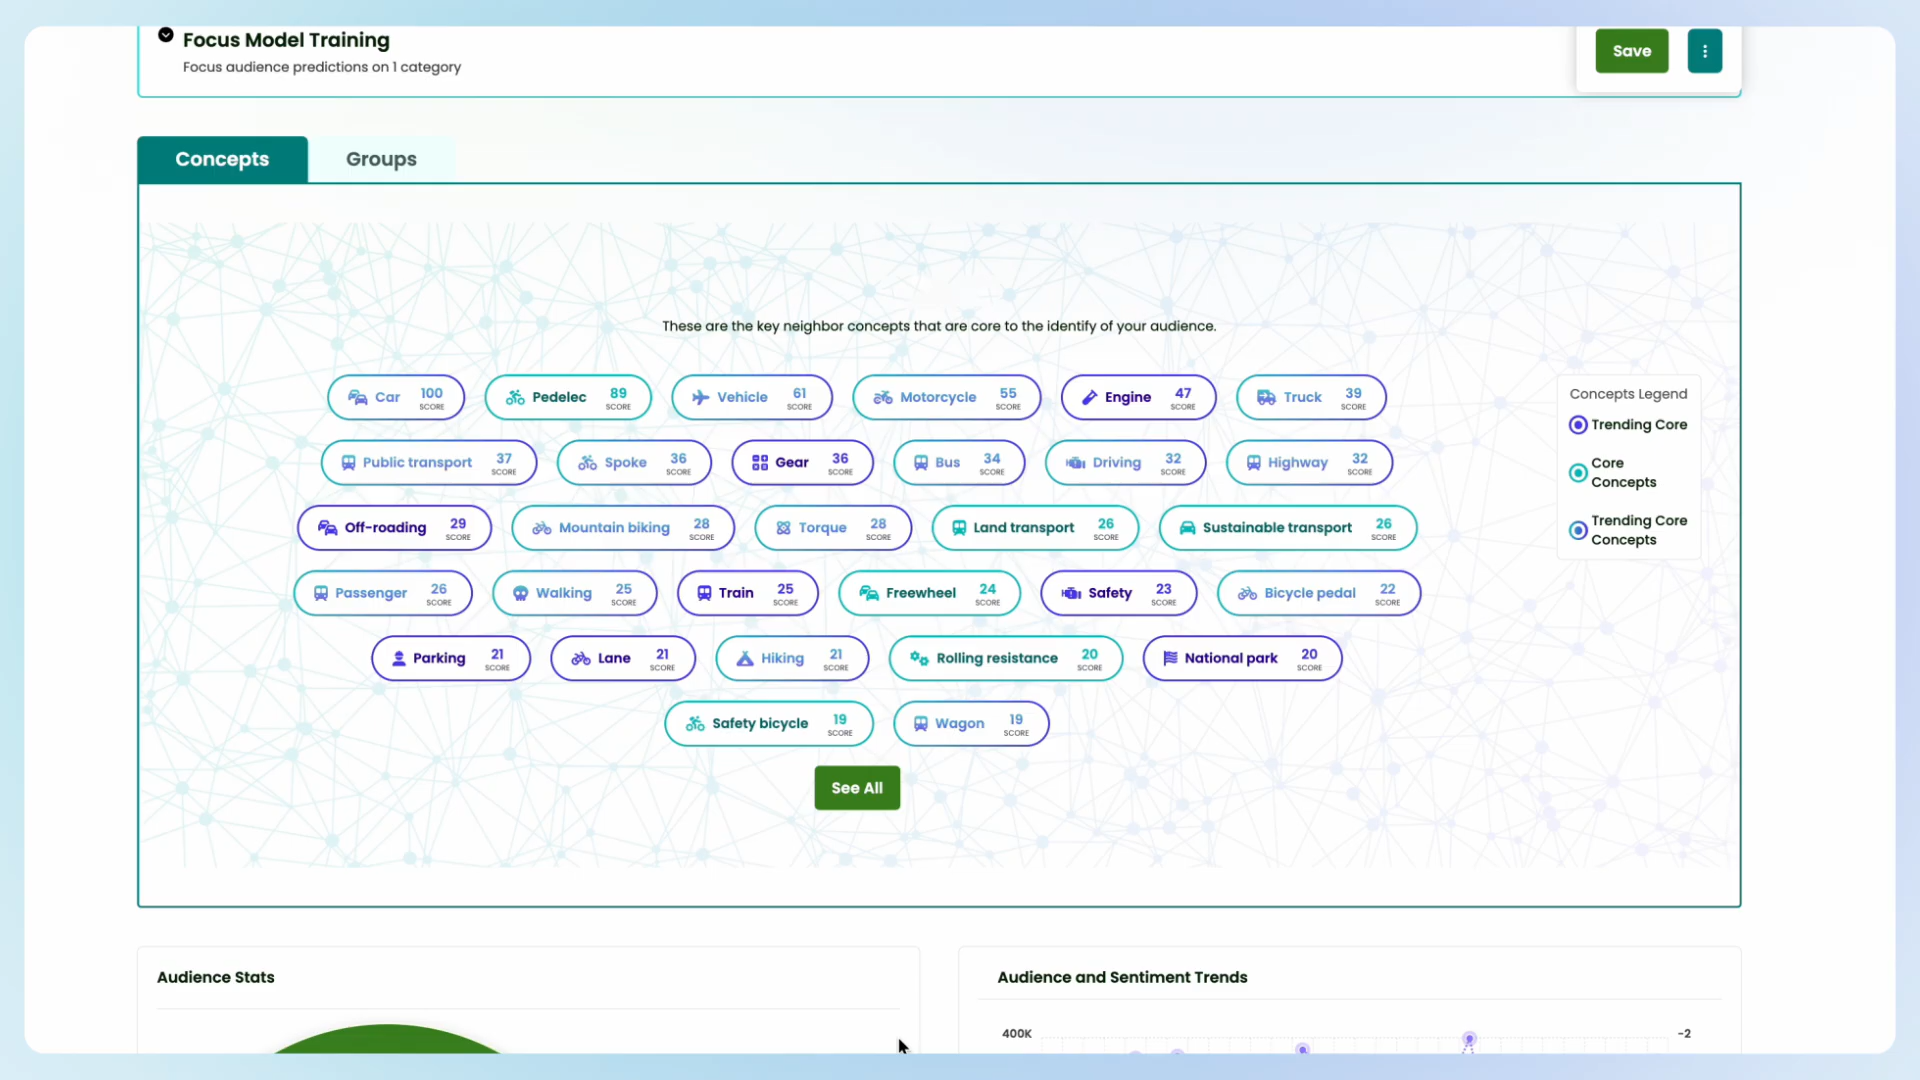 Focus Model Training
Focus audience predictions on 1 category
Save
Concepts
Groups
These are the key neighbor concepts that are core to the identify of your audience.
Car 100 SCORE
Pedelec 89 SCORE
Vehicle 61 SCORE
Motorcycle 55 SCORE
Engine 47 SCORE
Truck 39 SCORE
Public transport 37 SCORE
Spoke 36 SCORE
Gear 36 SCORE
Bus 34 SCORE
Driving 32 SCORE
Highway 32 SCORE
Off-roading 29 SCORE
Mountain biking 28 SCORE
Torque 28 SCORE
Land transport 26 SCORE
Sustainable transport 26 SCORE
Passenger 26 SCORE
Walking 25 SCORE
Train 25 SCORE
Freewheel 24 SCORE
Safety 23 SCORE
Bicycle pedal 22 SCORE
Parking 21 SCORE
Lane 21 SCORE
Hiking 21 SCORE
Rolling resistance 20 SCORE
National park 20 SCORE
Safety bicycle 19 SCORE
Wagon 19 SCORE
See All
Concepts Legend
Trending Core
Core
Concepts
Trending Core
Concepts
Audience Stats
Audience and Sentiment Trends
400K
-2